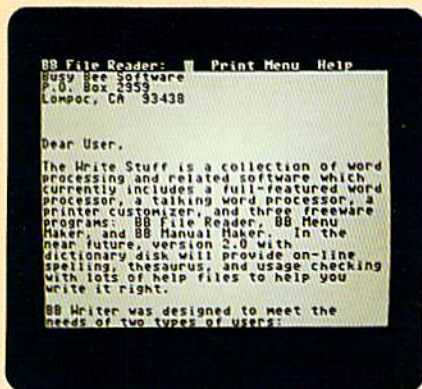 BB File Reader: Print Menu Help
Busy Bee Software
P.O. Box 2959
Lompoc, CA 93438
Dear User,
The Write Stuff is a collection of word
processing and related software which
currently includes a full-featured word
processor, a talking word processor, a
printer customizer, and three freeware
programs: BB File Reader, BB Menu
Maker, and BB Manual Maker. In the
near future, version 2.0 with
dictionary disk will provide on-line
spelling, thesaurus, and usage checking
with lots of help files to help you
write it right.
BB Writer was designed to meet the
needs of two types of users: